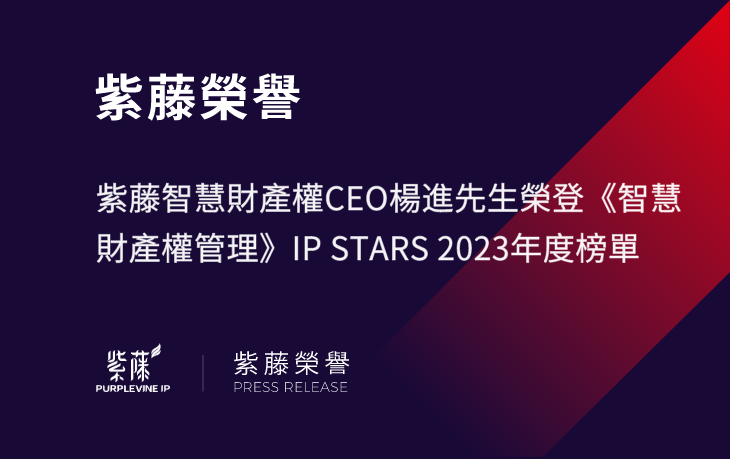 紫藤榮譽
紫藤智慧財產權CEO楊進先生榮登《智慧
財產權管理》IP STARS 2023年度榜單
紫藤
PURPLEVINE IP
紫藤榮譽
PRESS RELEASE